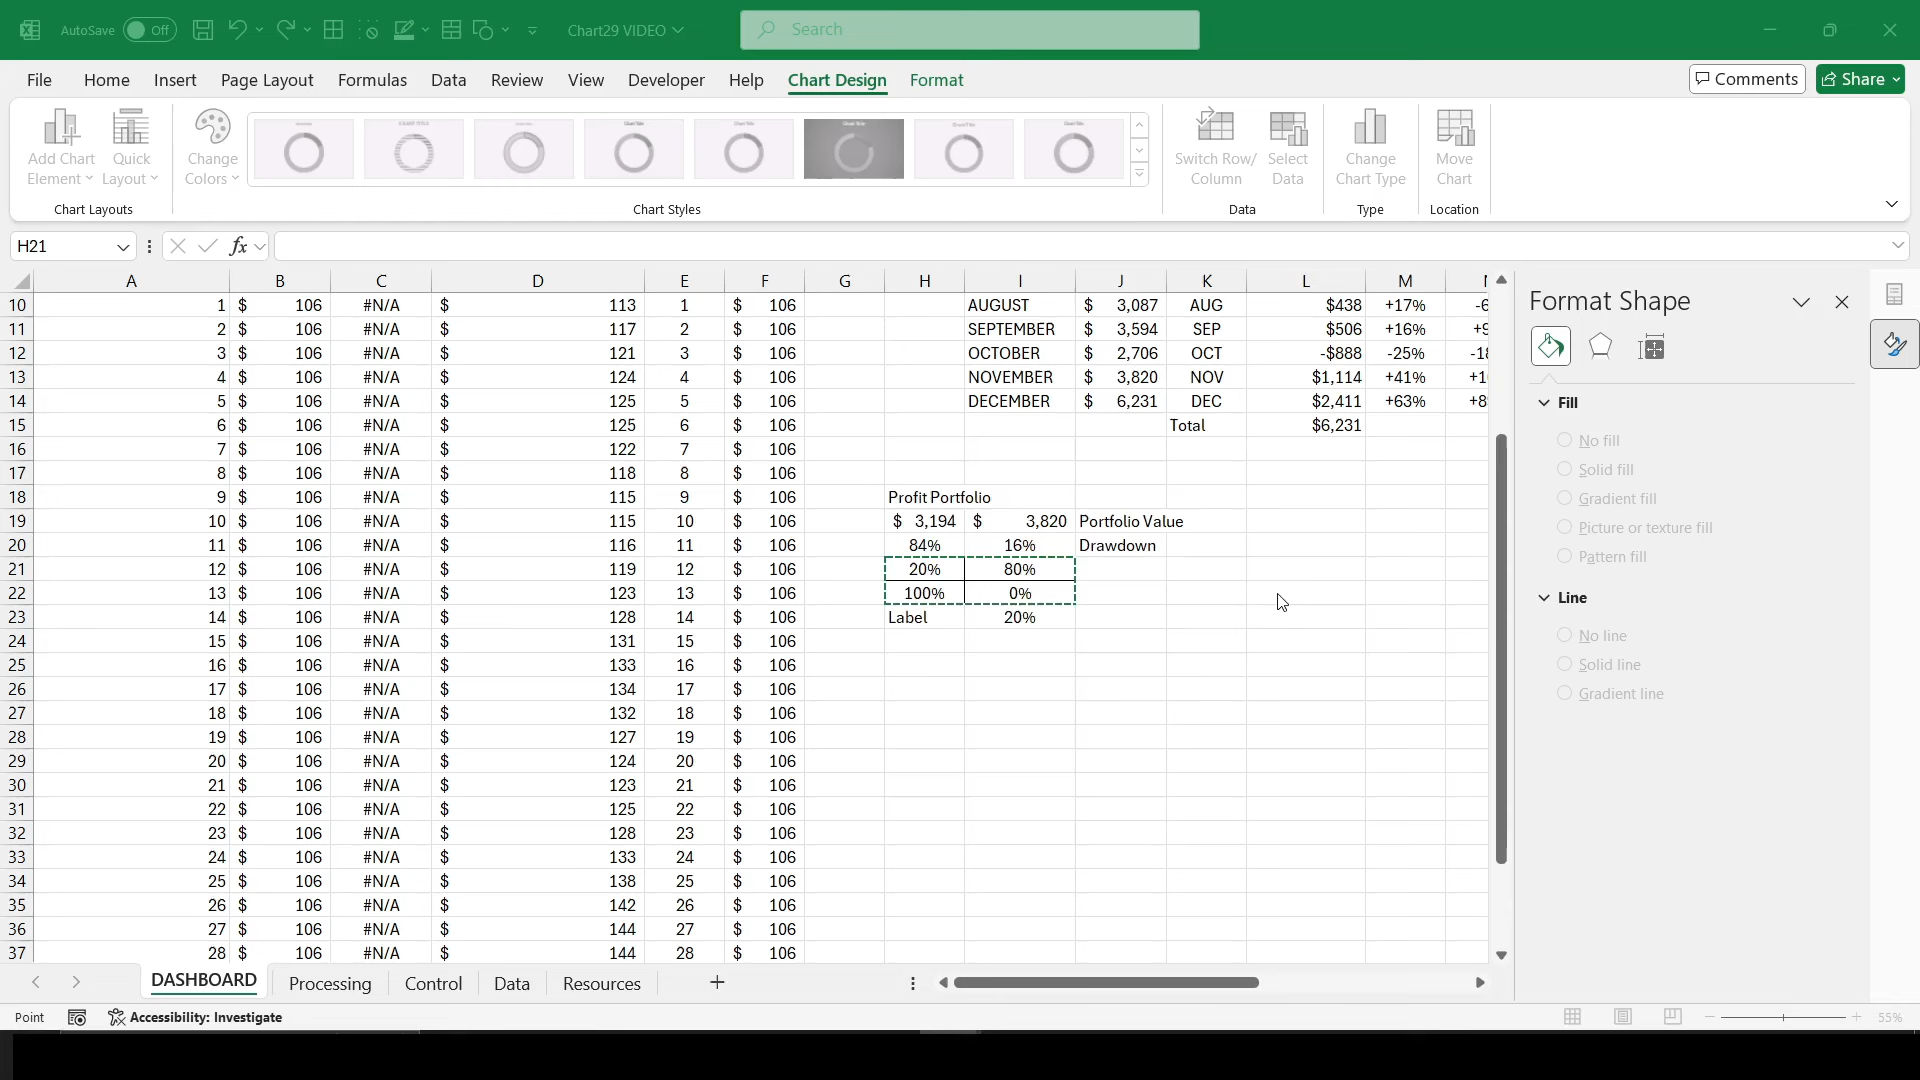 AutoSave Off Chart29 VIDEO Search
File Home Insert Page Layout Formulas Data Review View Developer Help Chart Design Format Comments Share
Add Chart Element Quick Layout Change Colors Switch Row/ Column Select Data Change Chart Type Move Chart
Chart Layouts Chart Styles Data Type Location
H21 fx
A B C D E F G H I J K L M
10 1 $ 106 #N/A $ 113 1 $ 106 AUGUST $ 3,087 AUG $438 +17% -6
11 2 $ 106 #N/A $ 117 2 $ 106 SEPTEMBER $ 3,594 SEP $506 +16% +9
12 3 $ 106 #N/A $ 121 3 $ 106 OCTOBER $ 2,706 OCT -$888 -25% -18
13 4 $ 106 #N/A $ 124 4 $ 106 NOVEMBER $ 3,820 NOV $1,114 +41% +1
14 5 $ 106 #N/A $ 125 5 $ 106 DECEMBER $ 6,231 DEC $2,411 +63% +8
15 6 $ 106 #N/A $ 125 6 $ 106 Total $6,231
16 7 $ 106 #N/A $ 122 7 $ 106
17 8 $ 106 #N/A $ 118 8 $ 106
18 9 $ 106 #N/A $ 115 9 $ 106 Profit Portfolio
19 10 $ 106 #N/A $ 115 10 $ 106 $ 3,194 $ 3,820 Portfolio Value
20 11 $ 106 #N/A $ 116 11 $ 106 84% 16% Drawdown
21 12 $ 106 #N/A $ 119 12 $ 106 20% 80%
22 13 $ 106 #N/A $ 123 13 $ 106 100% 0%
23 14 $ 106 #N/A $ 128 14 $ 106 Label 20%
24 15 $ 106 #N/A $ 131 15 $ 106
25 16 $ 106 #N/A $ 133 16 $ 106
26 17 $ 106 #N/A $ 134 17 $ 106
27 18 $ 106 #N/A $ 132 18 $ 106
28 19 $ 106 #N/A $ 127 19 $ 106
29 20 $ 106 #N/A $ 124 20 $ 106
30 21 $ 106 #N/A $ 123 21 $ 106
31 22 $ 106 #N/A $ 125 22 $ 106
32 23 $ 106 #N/A $ 128 23 $ 106
33 24 $ 106 #N/A $ 133 24 $ 106
34 25 $ 106 #N/A $ 138 25 $ 106
35 26 $ 106 #N/A $ 142 26 $ 106
36 27 $ 106 #N/A $ 144 27 $ 106
37 28 $ 106 #N/A $ 144 28 $ 106
Format Shape
Fill
No fill
Solid fill
Gradient fill
Picture or texture fill
Pattern fill
Line
No line
Solid line
Gradient line
DASHBOARD Processing Control Data Resources
Point Accessibility: Investigate 55%